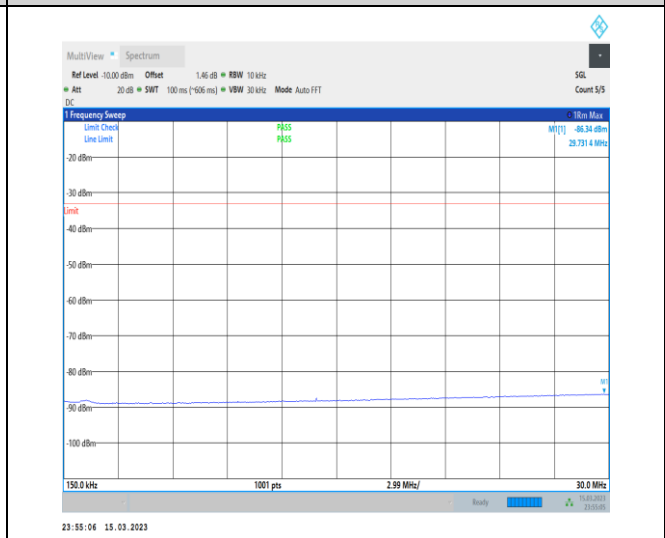 MultiView Spectrum
Ref Level -10.00 dBm Offset 1.46 dB RBW 10 kHz SGL
Att 20 dB SWT 100 ms (~606 ms) VBW 30 kHz Mode Auto FFT Count 5/5
DC
1 Frequency Sweep 1Rm Max
Limit Check PASS M1[1] -86.34 dBm
Line Limit PASS 29.7314 MHz
-20 dBm
-30 dBm
Limit
-40 dBm
-50 dBm
-60 dBm
-70 dBm
-80 dBm
M1
-90 dBm
-100 dBm
150.0 kHz 1001 pts 2.99 MHz/ 30.0 MHz
Ready 15.03.2023
23:55:05
23:55:06 15.03.2023